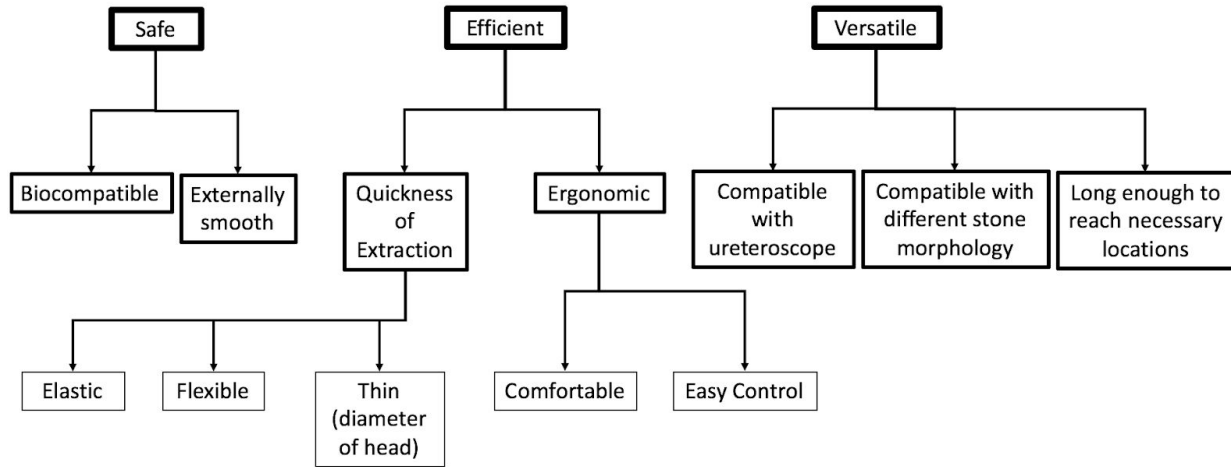 Safe
Efficient
Versatile
Biocompatible
Externally
smooth
Quickness
of
Extraction
Ergonomic
Compatible
with
ureteroscope
Compatible with
different stone
morphology
Long enough to
reach necessary
locations
Elastic
Flexible
Thin
(diameter
of head)
Comfortable
Easy Control